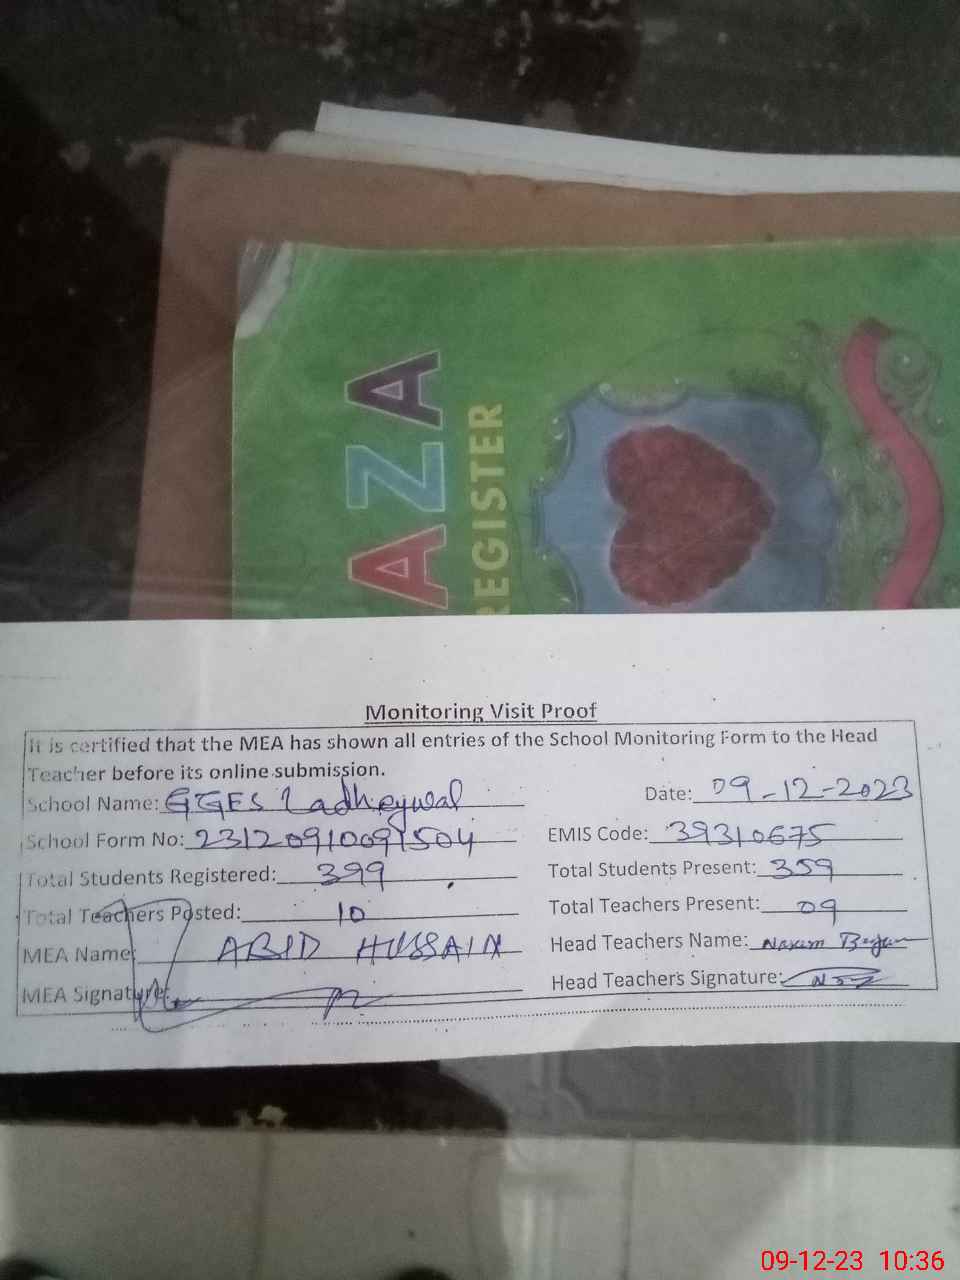 AZA
REGISTER
Monitoring Visit Proof
It is certified that the MEA has shown all entries of the School Monitoring Form to the Head
Teacher before its online submission.
School Name: GGES Ladheywal Date: 09-12-2023
School Form No: 23120910091504 EMIS Code: 39310675
Total Students Registered: 399 Total Students Present: 359
Total Teachers Posted: 10 Total Teachers Present: 09
MEA Name: ABID HUSSAIN Head Teachers Name:
MEA Signature: Head Teachers Signature:
09-12-23 10:36